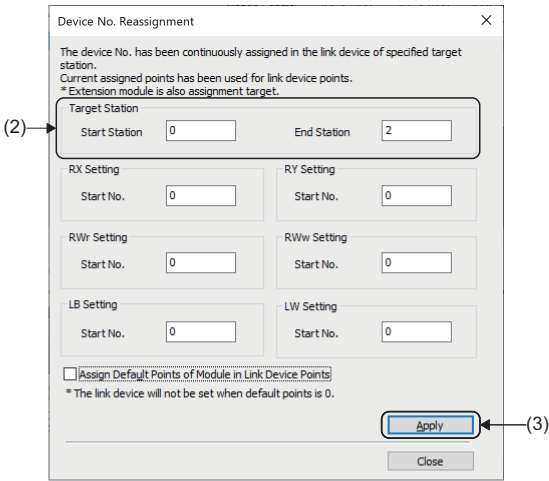 Device No. Reassignment
The device No. has been continuously assigned in the link device of specified target
station.
Current assigned points has been used for link device points.
* Extension module is also assignment target.
Target Station
(2)
Start Station 0 End Station 2
RX Setting RY Setting
Start No. 0 Start No. 0
RWr Setting RWw Setting
Start No. 0 Start No. 0
LB Setting LW Setting
Start No. 0 Start No. 0
Assign Default Points of Module in Link Device Points
* The link device will not be set when default points is 0.
Apply (3)
Close